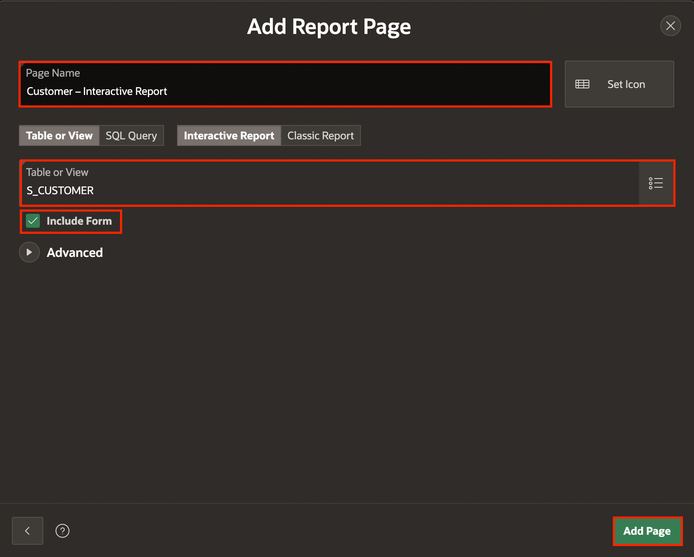 Add Report Page
Page Name
Customer – Interactive Report
Set Icon
Table or View SQL Query Interactive Report Classic Report
Table or View
S_CUSTOMER
Include Form
Advanced
Add Page